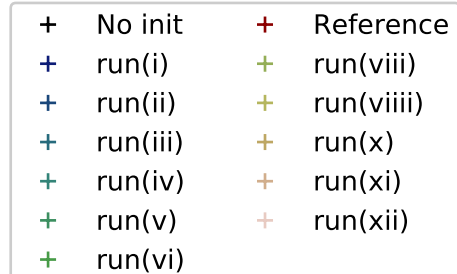 + No init
+ run(i)
+ run(ii)
+ run(iii)
+ run(iv)
+ run(v)
+ run(vi)
+ Reference
+ run(viii)
+ run(viiii)
+ run(x)
+ run(xi)
+ run(xii)